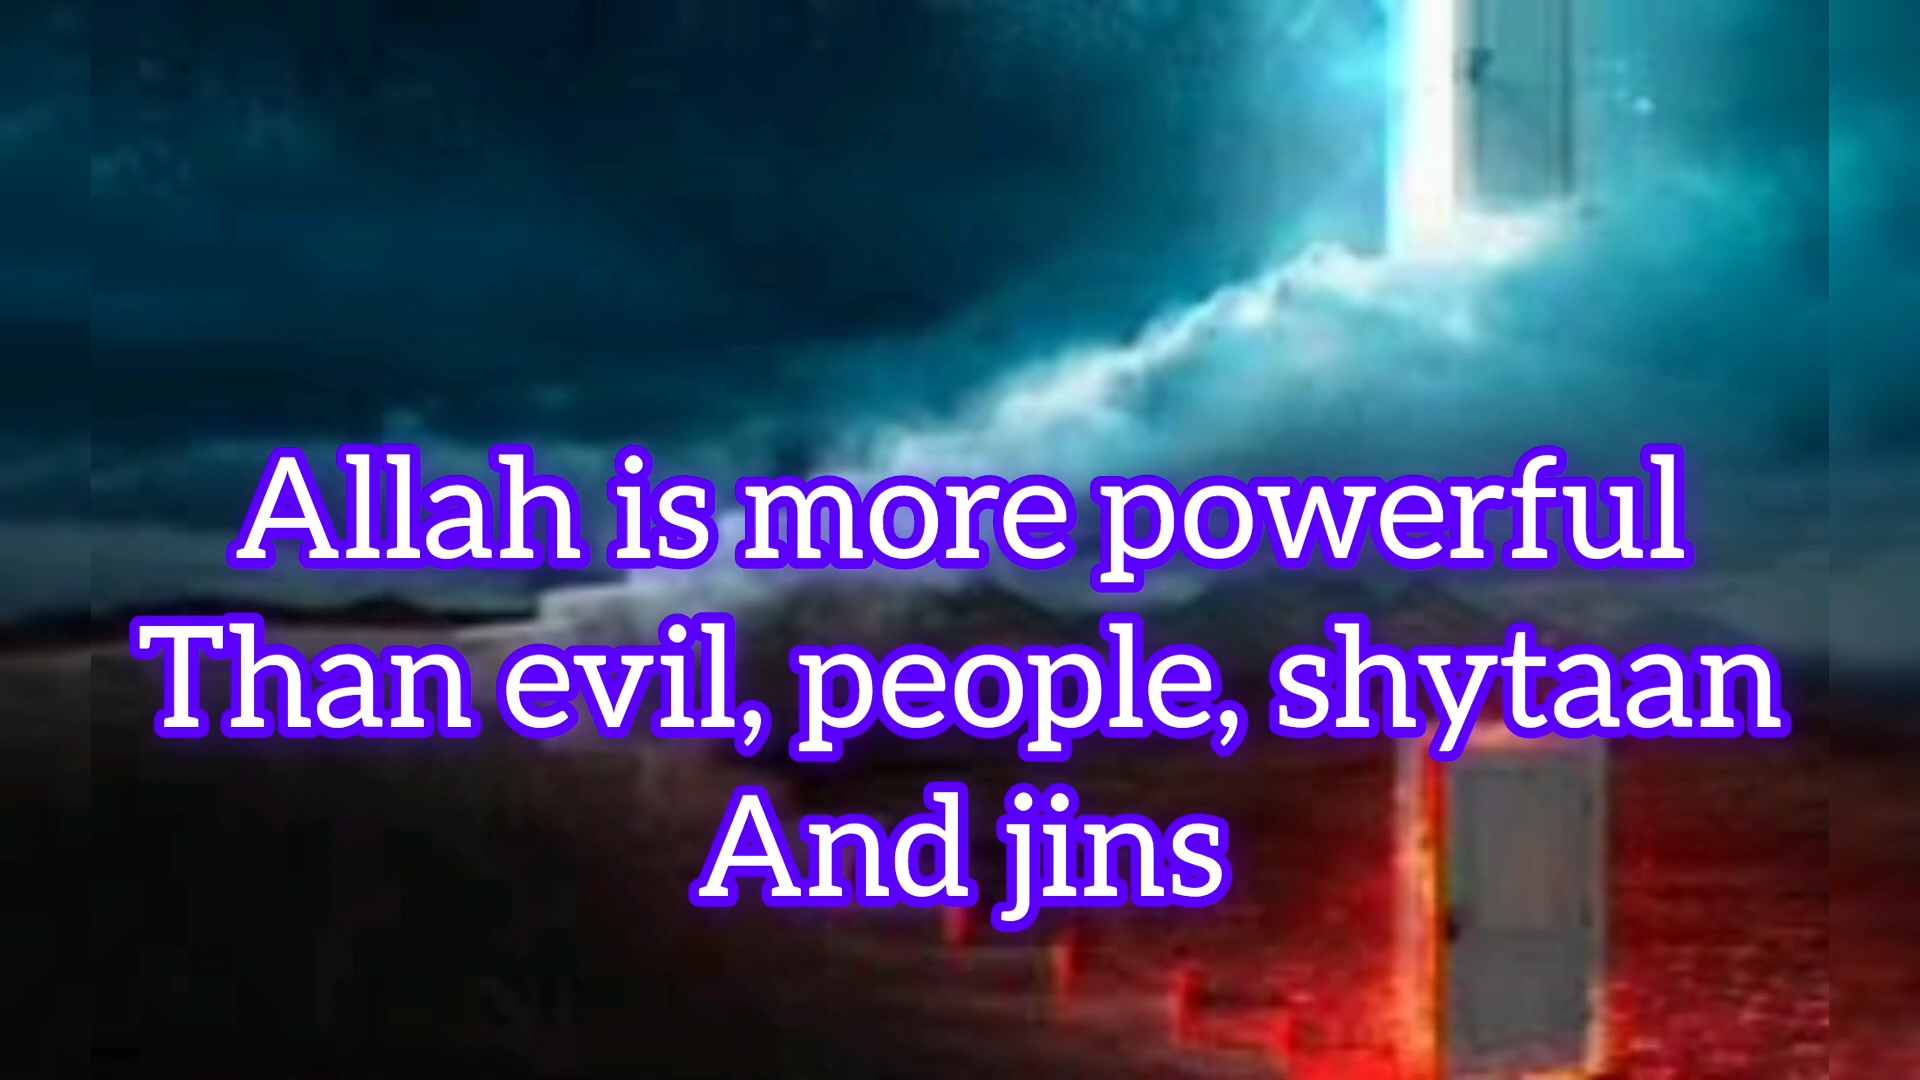 Allah is more powerful
Than evil, people, shytaan
And jins